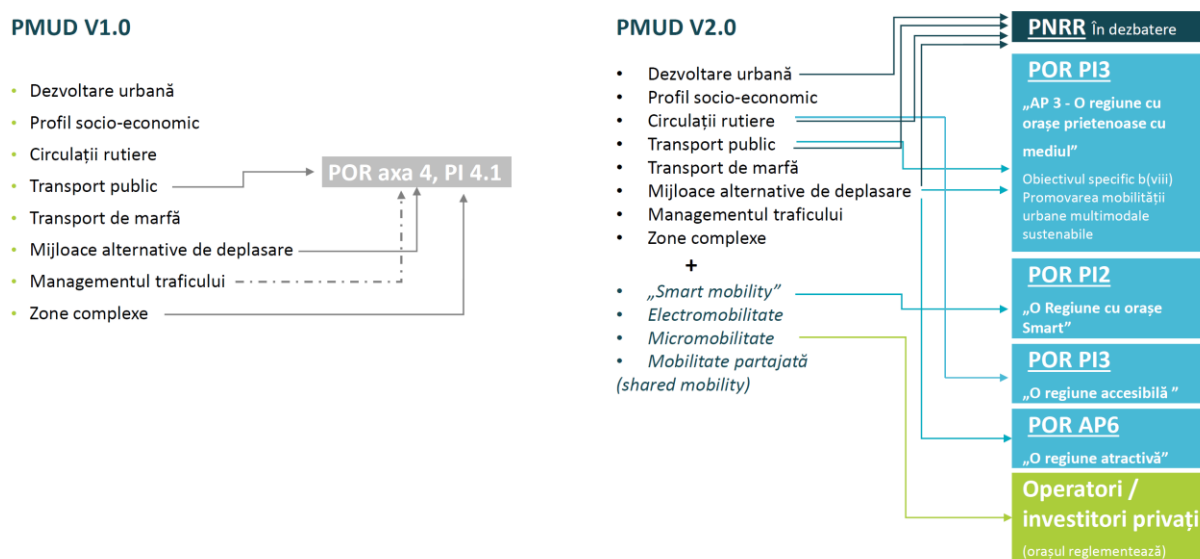 PMUD V1.0
• Dezvoltare urbană
• Profil socio-economic
• Circulații rutiere
• Transport public
• Transport de marfă
• Mijloace alternative de deplasare
• Managementul traficului
• Zone complexe
POR axa 4, PI 4.1
PMUD V2.0
• Dezvoltare urbană
• Profil socio-economic
• Circulații rutiere
• Transport public
• Transport de marfă
• Mijloace alternative de deplasare
• Managementul traficului
• Zone complexe
+
• „Smart mobility”
• Electromobilitate
• Micromobilitate
• Mobilitate partajată
(shared mobility)
PNRR În dezbatere
POR PI3
„AP 3 - O regiune cu
orașe prietenoase cu
mediul”
Obiectivul specific b(viii)
Promovarea mobilității
urbane multimodale
sustenabile
POR PI2
„O Regiune cu orașe
Smart”
POR PI3
„O regiune accesibilă ”
POR AP6
„O regiune atractivă”
Operatori /
investitori privați
(orașul reglementează)